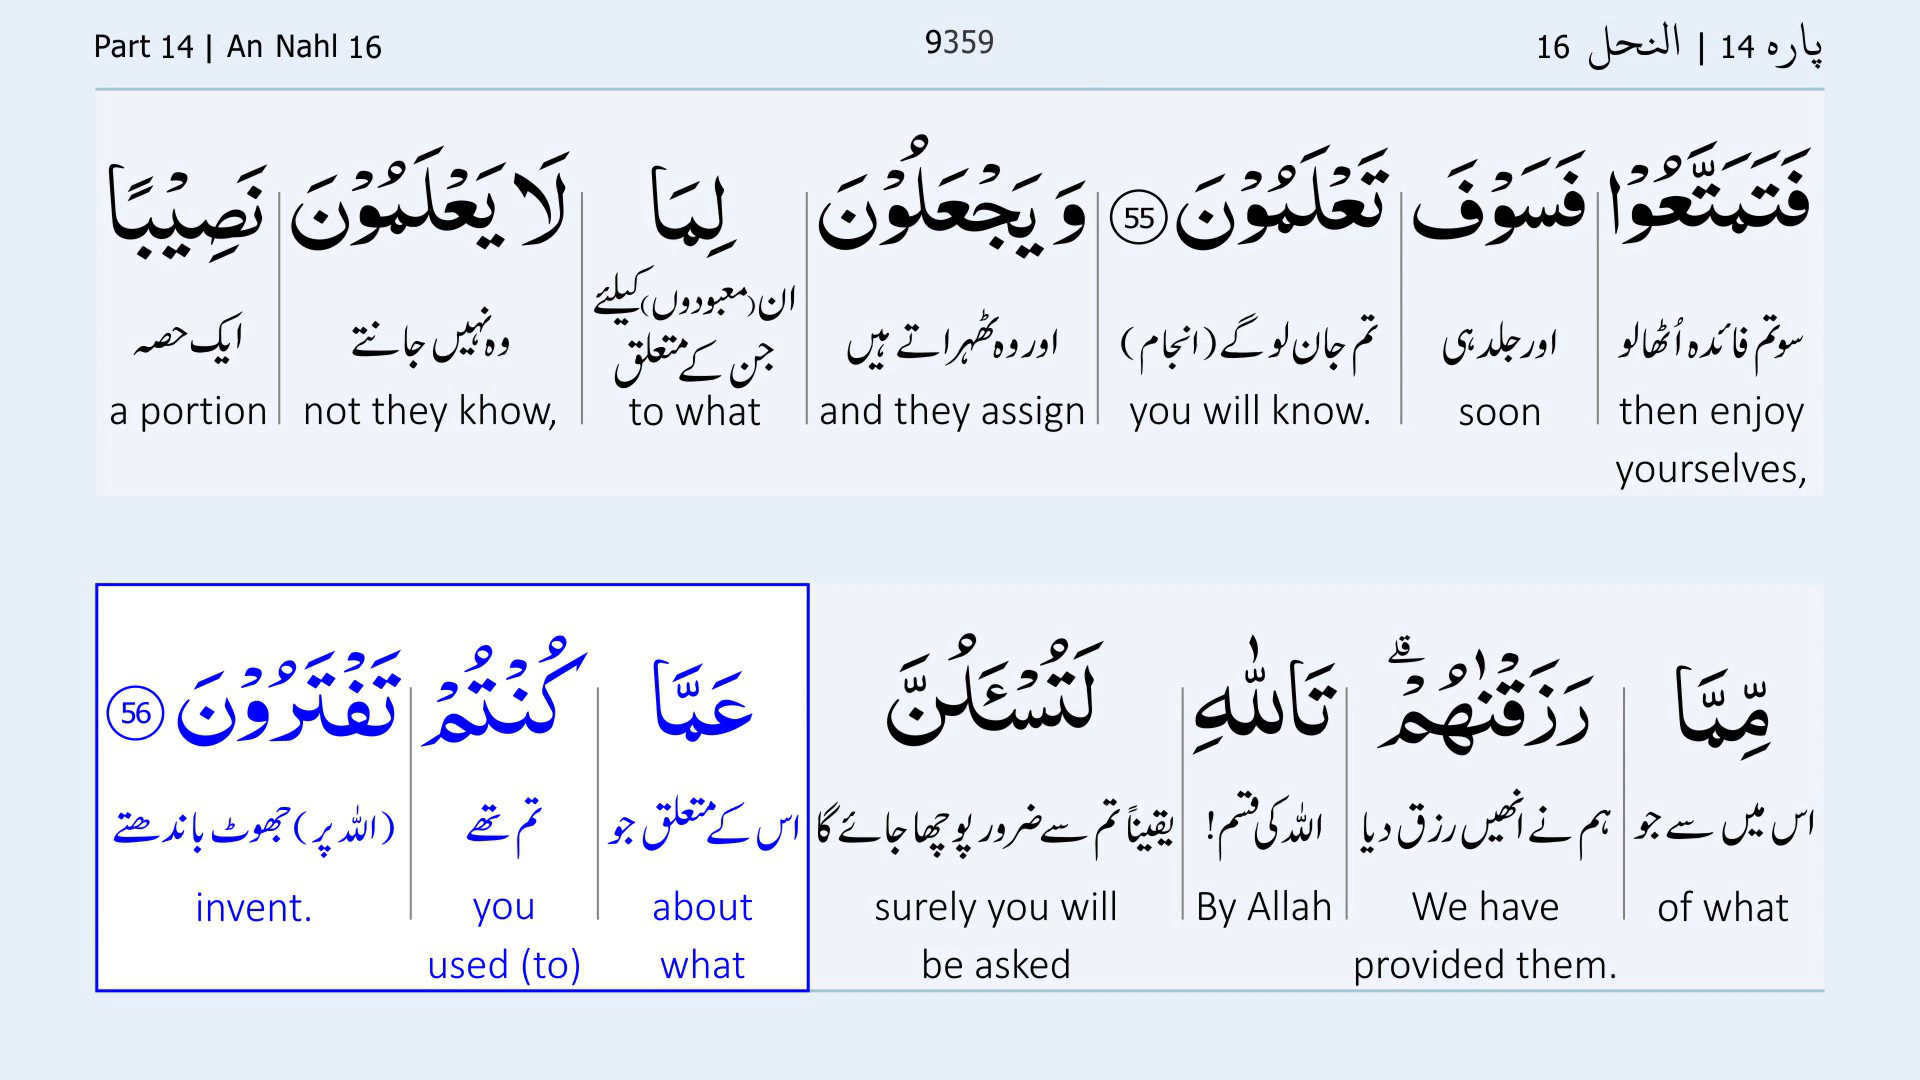 Part 14 | An Nahl 16 9359 پارہ 14 | النحل 16
فَتَمَتَّعُوْا فَسَوْفَ تَعْلَمُوْنَ 55 وَ يَجْعَلُوْنَ لِمَا لَا يَعْلَمُوْنَ نَصِيْبًا
سوتم فائدہ اُٹھالو اور جلد ہی تم جان لو گے (انجام) اور وہ ٹھہراتے ہیں ان (معبودوں) کیلئے جن کے متعلق وہ نہیں جانتے ایک حصہ
then enjoy yourselves, soon you will know. and they assign to what not they khow, a portion
مِّمَّا رَزَقْنٰهُمْ ؕ تَاللّٰهِ لَتُسْـَٔلُنَّ عَمَّا كُنْتُمْ تَفْتَرُوْنَ 56
اس میں سے جو ہم نے انھیں رزق دیا اللہ کی قسم! یقیناً تم سے ضرور پوچھا جائے گا اس کے متعلق جو تم تھے (اللہ پر) جھوٹ باندھتے
of what We have provided them. By Allah surely you will be asked about what you used (to) invent.